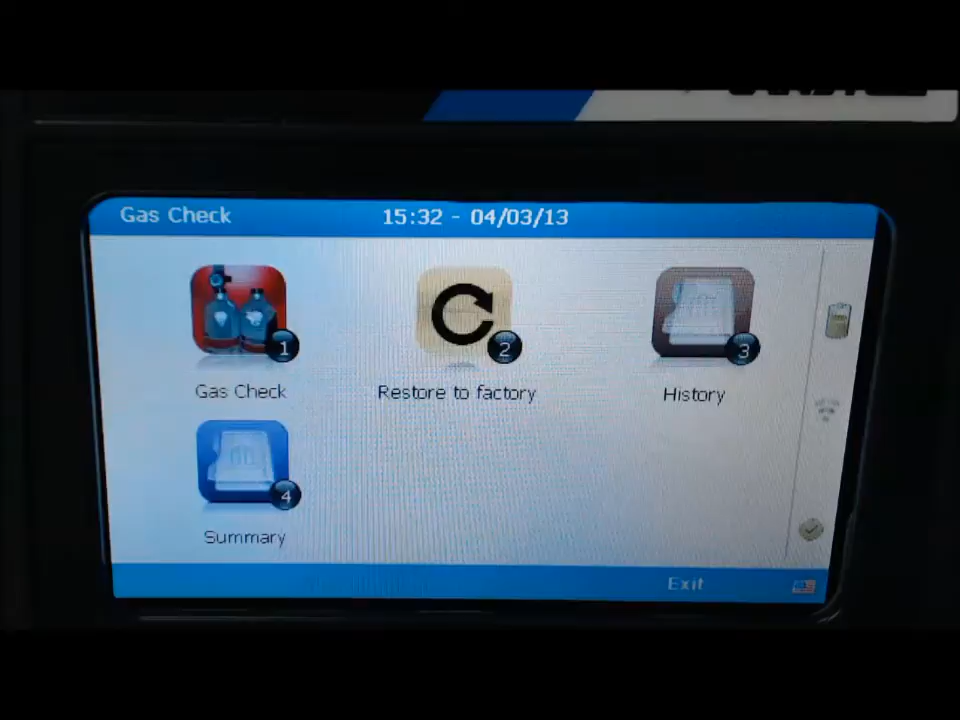 Gas Check 15:32 - 04/03/13
1 2 3
Gas Check Restore to factory History
4
Summary
Exit